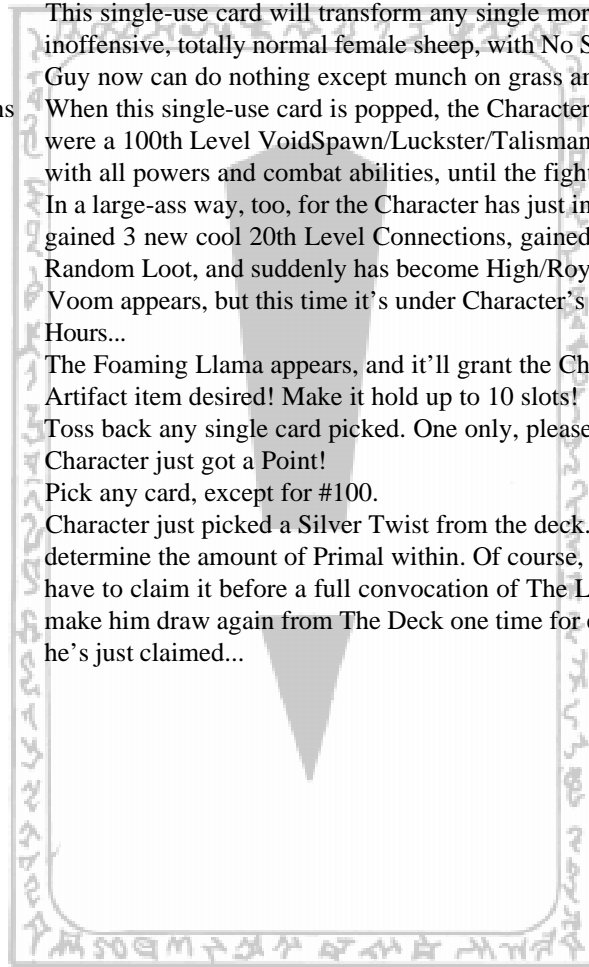 This single-use card will transform any single
inoffensive, totally normal female sheep, with No
Guy now can do nothing except munch on grass
When this single-use card is popped, the Character
were a 100th Level VoidSpawn/Luckster/Talisman
with all powers and combat abilities, until the
In a large-ass way, too, for the Character has just
gained 3 new cool 20th Level Connections, gained
Random Loot, and suddenly has become
Voom appears, but this time it's under Character's
Hours...
The Foaming Llama appears, and it'll grant the
Artifact item desired! Make it hold up to 10 slots!
Toss back any single card picked. One only, please
Character just got a Point!
Pick any card, except for #100.
Character just picked a Silver Twist from the deck.
determine the amount of Primal within. Of course,
have to claim it before a full convocation of The
make him draw again from The Deck one time for
he's just claimed...